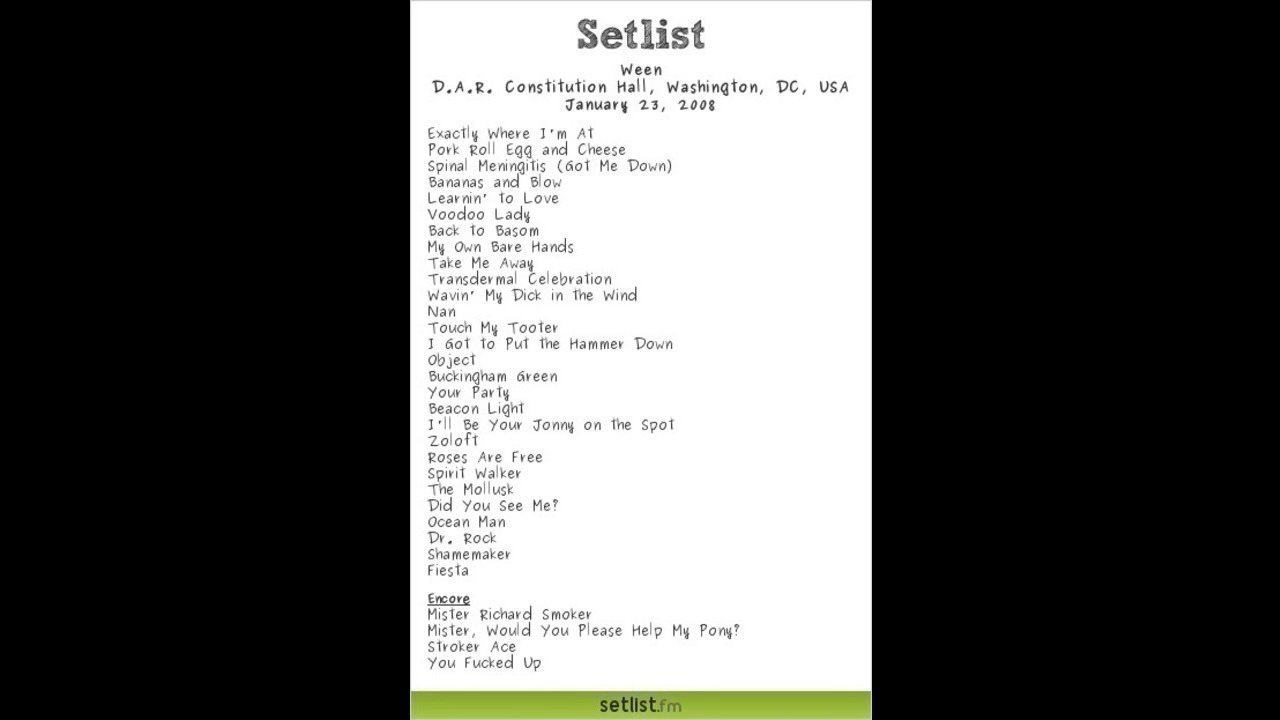 Setlist
Ween
D.A.R. Constitution Hall, Washington, DC, USA
January 23, 2008
Exactly Where I'm At
Pork Roll Egg and Cheese
Spinal Meningitis (Got Me Down)
Bananas and Blow
Learnin' to Love
Voodoo Lady
Back to Basom
My Own Bare Hands
Take Me Away
Transdermal Celebration
Wavin' My Dick in the Wind
Nan
Touch My Tooter
I Got to Put the Hammer Down
Object
Buckingham Green
Your Party
Beacon Light
I'll Be Your Jonny on the Spot
Zoloft
Roses Are Free
Spirit Walker
The Mollusk
Did You See Me?
Ocean Man
Dr. Rock
Shamemaker
Fiesta
Encore
Mister Richard Smoker
Mister, Would You Please Help My Pony?
Stroker Ace
You Fucked Up
setlist.fm